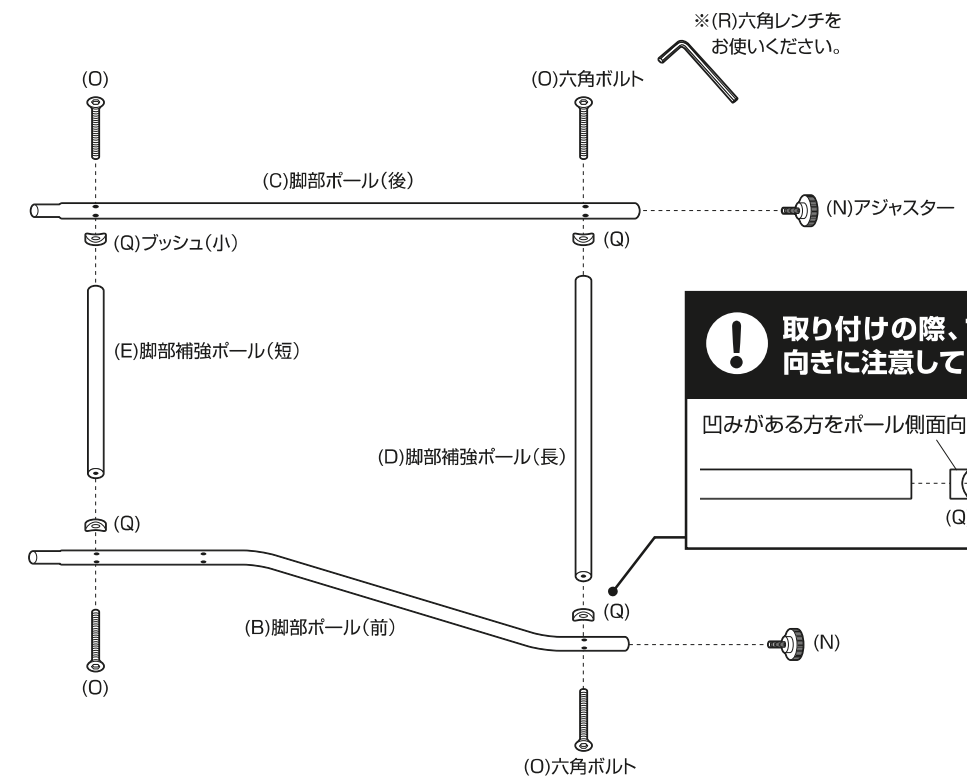 ※(R)六角レンチを
お使いください。
(O)
(O)六角ボルト
(C)脚部ポール(後)
(N)アジャスター
(Q)ブッシュ(小)
(Q)
取り付けの際、
向きに注意して
(E)脚部補強ポール(短)
凹みがある方をポール側面向
(D)脚部補強ポール(長)
(Q
(Q)
(Q)
(B)脚部ポール(前)
(N)
(O)
(O)六角ボルト